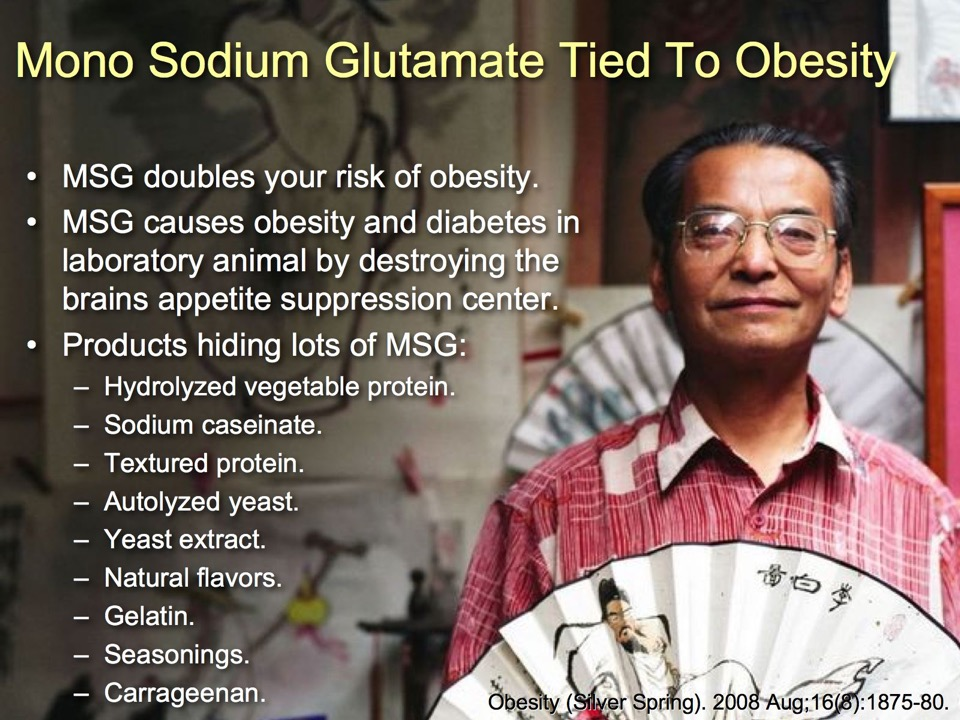 Mono Sodium Glutamate Tied To Obesity
• MSG doubles your risk of obesity.
• MSG causes obesity and diabetes in
laboratory animal by destroying the
brains appetite suppression center.
• Products hiding lots of MSG:
– Hydrolyzed vegetable protein.
– Sodium caseinate.
– Textured protein.
– Autolyzed yeast.
– Yeast extract.
– Natural flavors.
– Gelatin.
– Seasonings.
– Carrageenan.
Obesity (Silver Spring). 2008 Aug;16(8):1875-80.